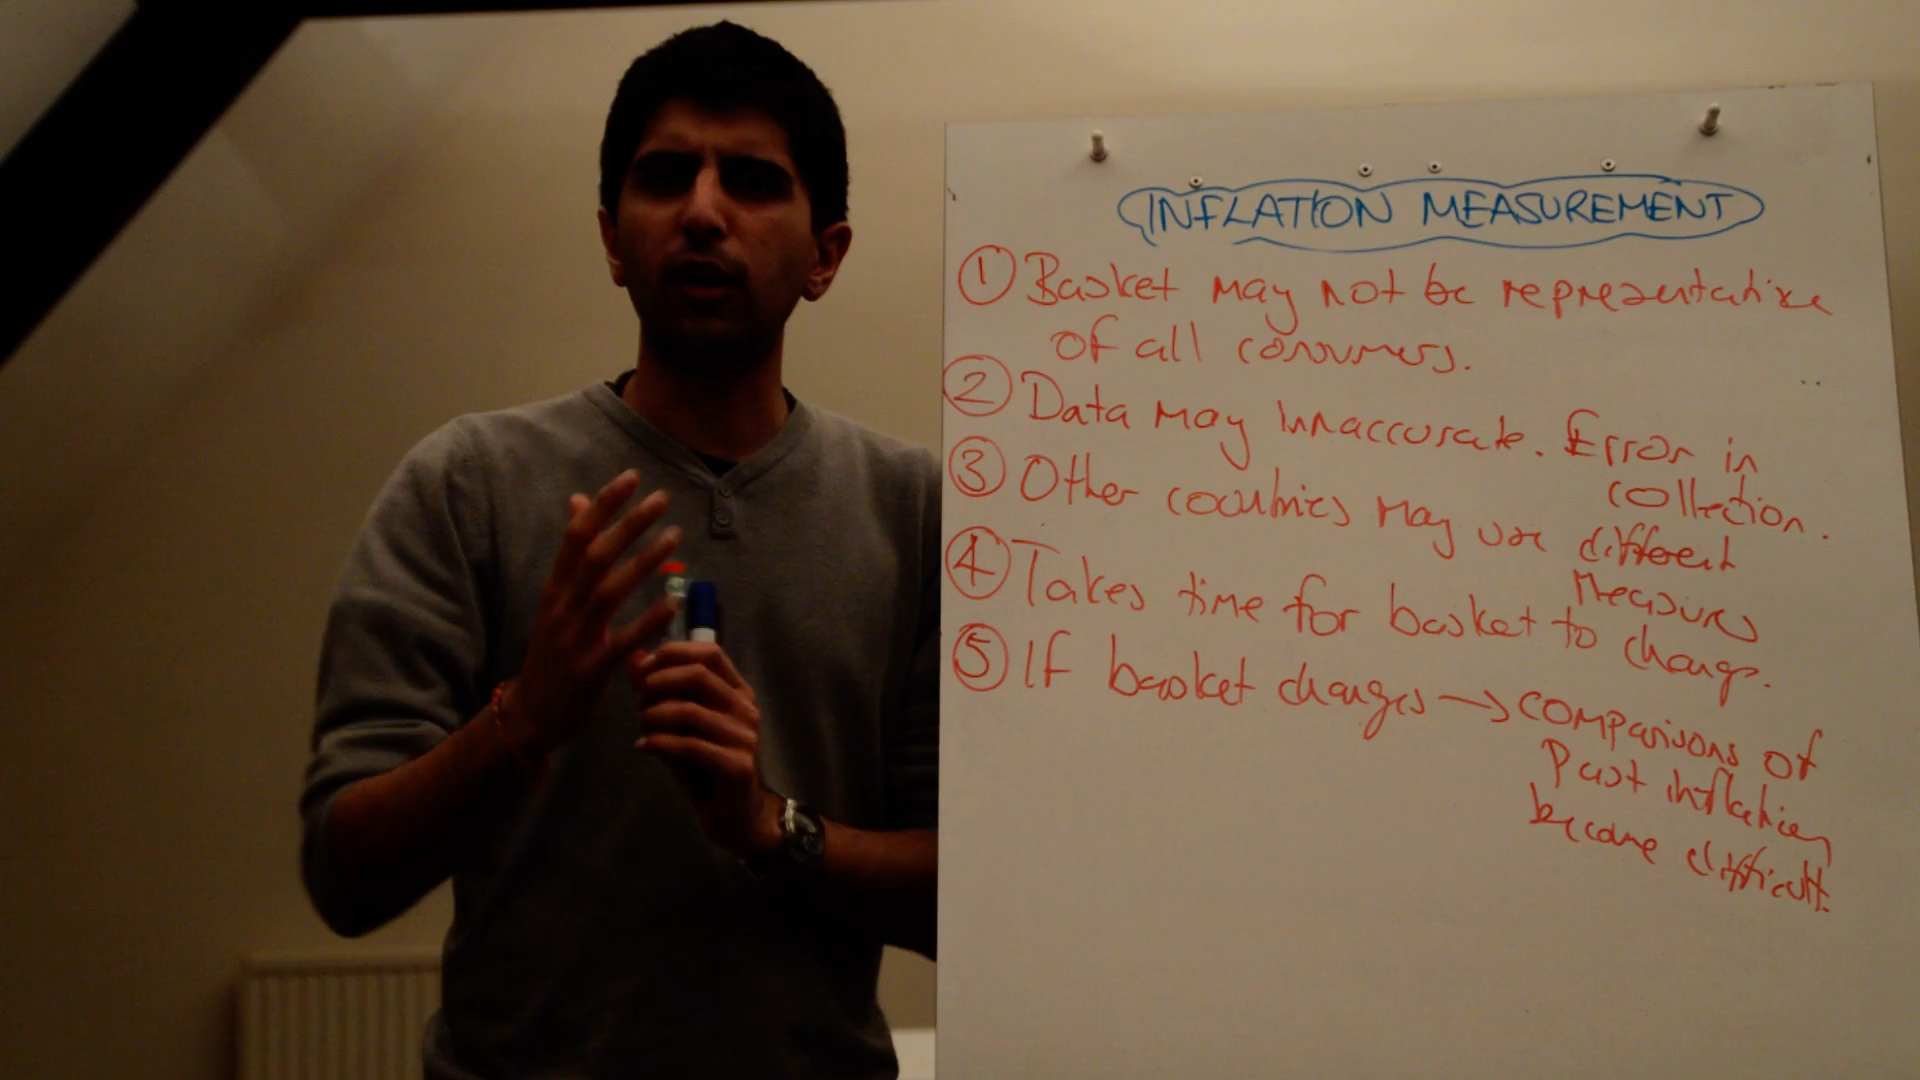 INFLATION MEASUREMENT
① Basket may not be representative
of all consumers.
② Data may innaccurate. Error in
collection.
③ Other countries may use different
Measures
④ Takes time for basket to change.
⑤ If basket changes → comparisons of
Past inflation
become difficult.